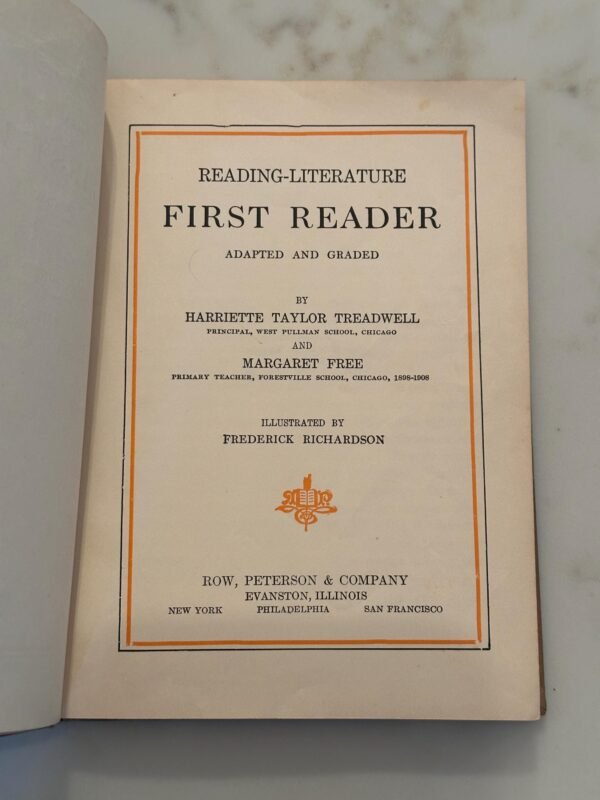 READING-LITERATURE
FIRST READER
ADAPTED AND GRADED
BY
HARRIETTE TAYLOR TREADWELL
PRINCIPAL, WEST PULLMAN SCHOOL, CHICAGO
AND
MARGARET FREE
PRIMARY TEACHER, FORESTVILLE SCHOOL, CHICAGO, 1898-1908
ILLUSTRATED BY
FREDERICK RICHARDSON
ROW, PETERSON & COMPANY
EVANSTON, ILLINOIS
NEW YORK PHILADELPHIA SAN FRANCISCO